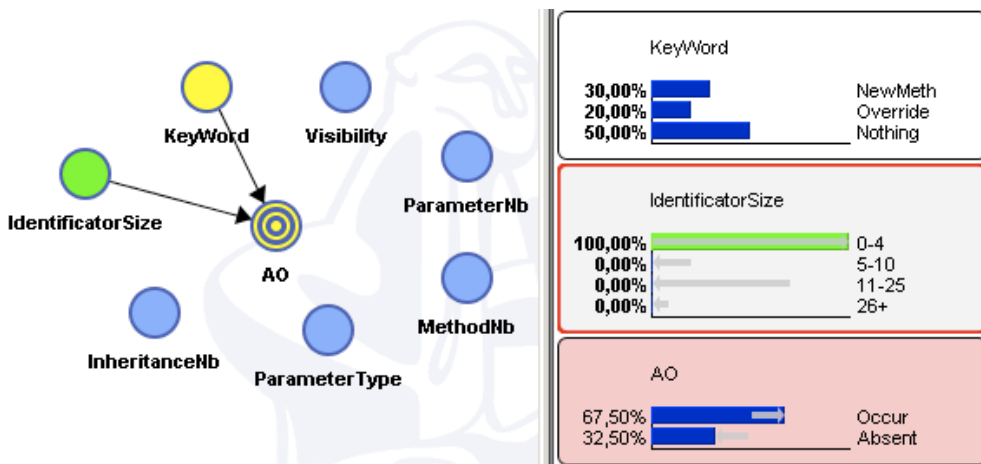 KeyWord
Visibility
ParameterNb
IdentificatorSize
AO
MethodNb
InheritanceNb
ParameterType
KeyWord
30,00% NewMeth
20,00% Override
50,00% Nothing
IdentificatorSize
100,00% 0-4
0,00% 5-10
0,00% 11-25
0,00% 26+
AO
67,50% Occur
32,50% Absent